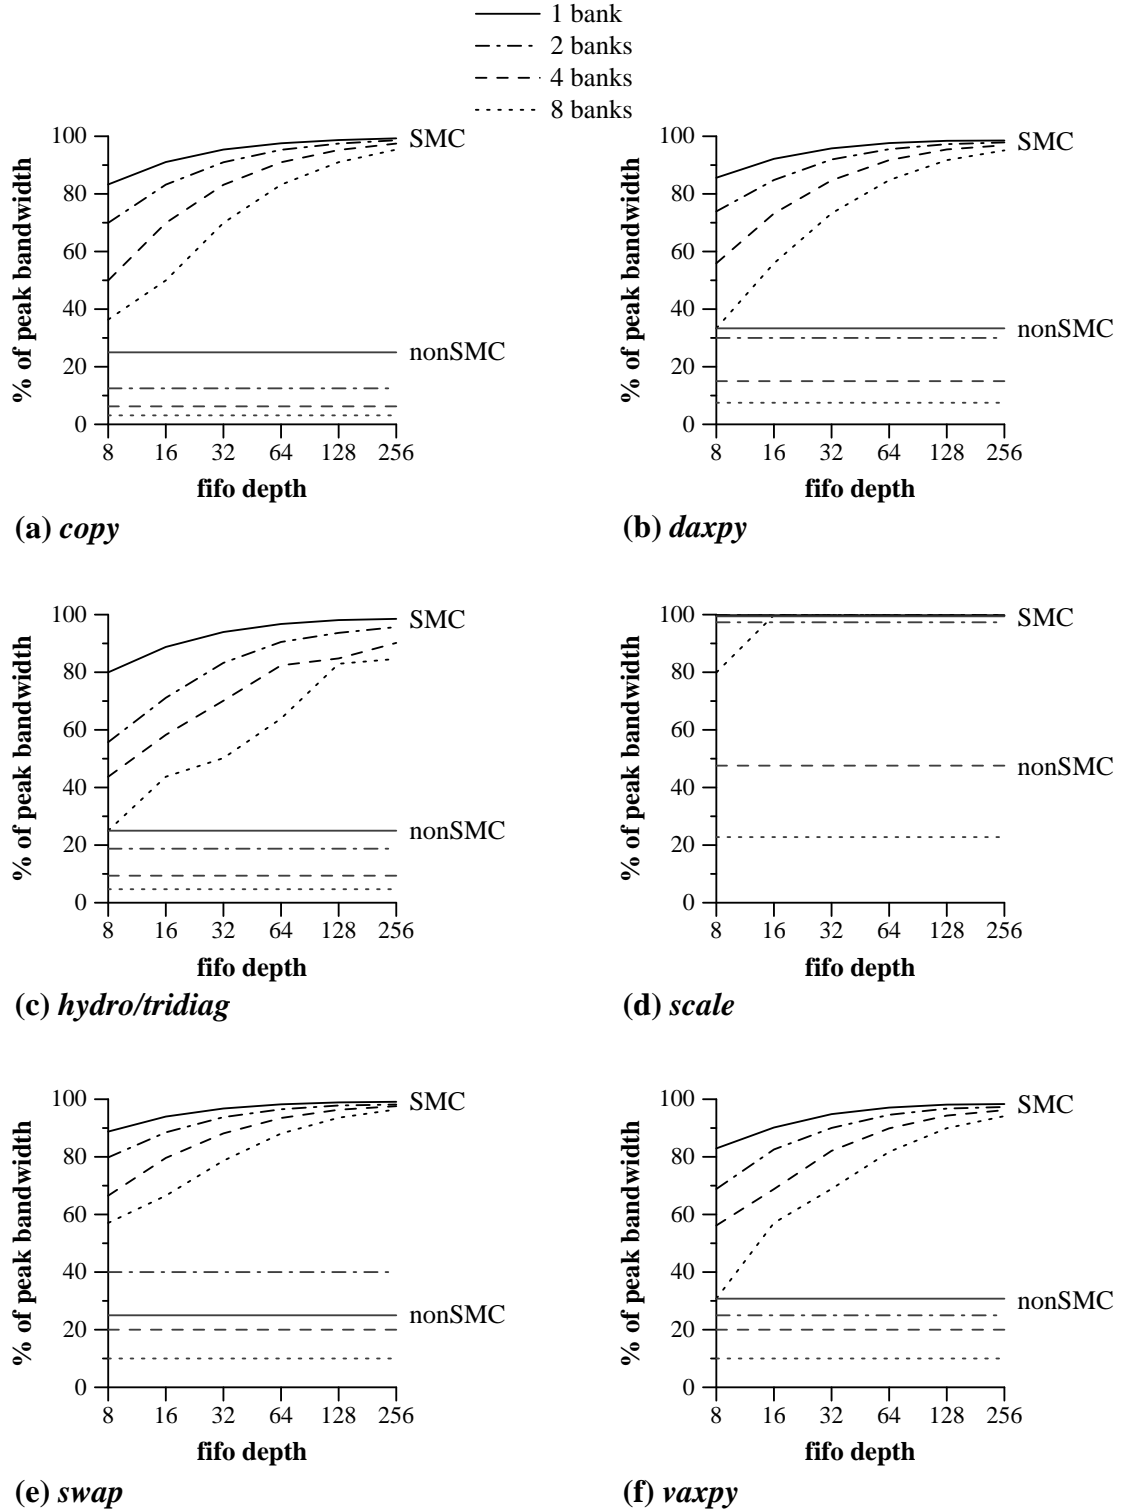 1 bank
2 banks
4 banks
8 banks
100
80
60
40
20
0
% of peak bandwidth
SMC
nonSMC
8 16 32 64 128 256
fifo depth
(a) copy
100
80
60
40
20
0
% of peak bandwidth
SMC
nonSMC
8 16 32 64 128 256
fifo depth
(b) daxpy
100
80
60
40
20
0
% of peak bandwidth
SMC
nonSMC
8 16 32 64 128 256
fifo depth
(c) hydro/tridiag
100
80
60
40
20
0
% of peak bandwidth
SMC
nonSMC
8 16 32 64 128 256
fifo depth
(d) scale
100
80
60
40
20
0
% of peak bandwidth
SMC
nonSMC
8 16 32 64 128 256
fifo depth
(e) swap
100
80
60
40
20
0
% of peak bandwidth
SMC
nonSMC
8 16 32 64 128 256
fifo depth
(f) vaxpy